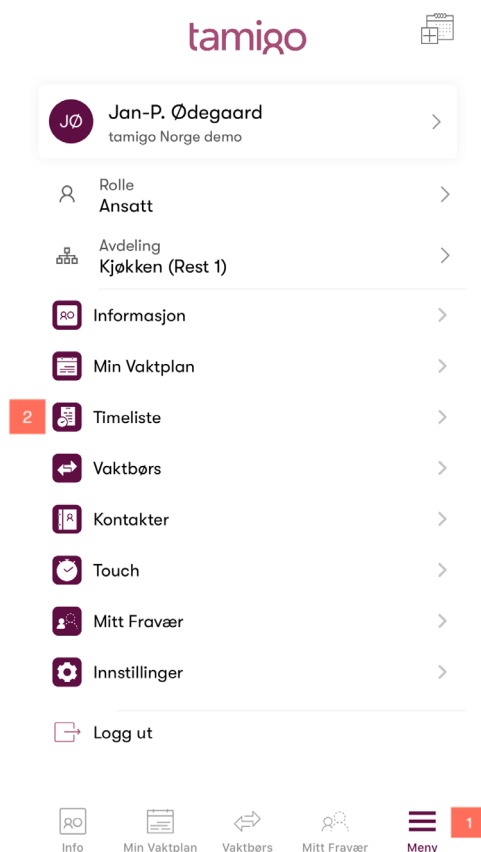 tamigo
JØ
Jan-P. Ødegaard
tamigo Norge demo
Rolle
Ansatt
Avdeling
Kjøkken (Rest 1)
Informasjon
Min Vaktplan
2
Timeliste
Vaktbørs
Kontakter
Touch
Mitt Fravær
Innstillinger
Logg ut
1
Info
Min Vaktplan
Vaktbørs
Mitt Fravær
Meny